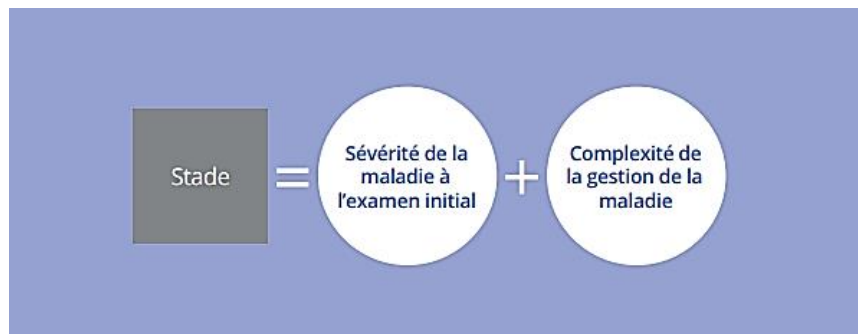 Stade
=
Sévérité de la
maladie à
l'examen initial
+
Complexité de
la gestion de la
maladie